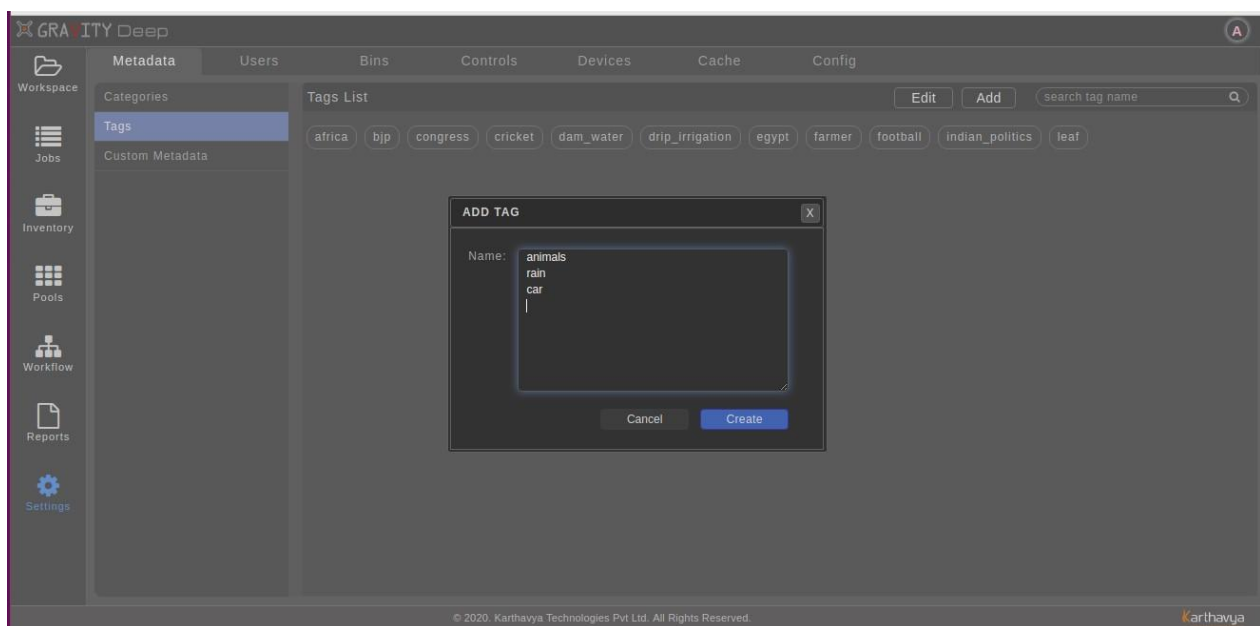 GRAVITY Deep
A
Workspace
Jobs
Inventory
Pools
Workflow
Reports
Settings
Metadata Users Bins Controls Devices Cache Config
Categories
Tags
Custom Metadata
Tags List Edit Add search tag name
africa bjp congress cricket dam_water drip_irrigation egypt farmer football indian_politics leaf
ADD TAG X
Name: animals
rain
car
Cancel Create
© 2020. Karthavya Technologies Pvt Ltd. All Rights Reserved.
Karthavya